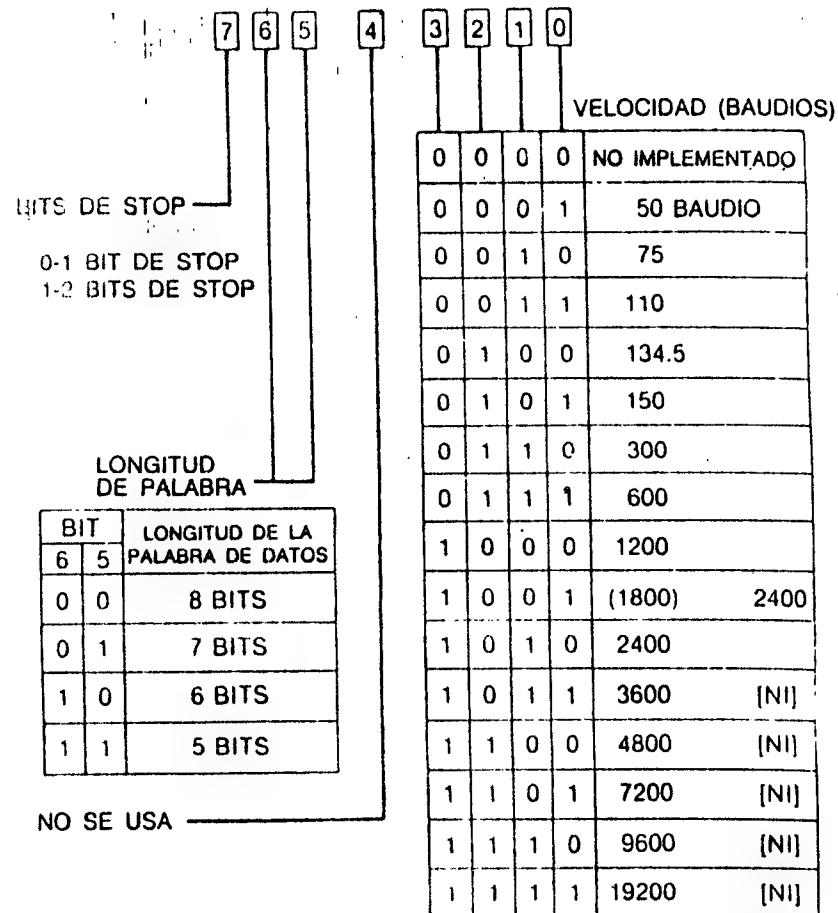 7 6 5 4 3 2 1 0
VELOCIDAD (BAUDIOS)
0 0 0 0 NO IMPLEMENTADO
0 0 0 1 50 BAUDIO
0 0 1 0 75
0 0 1 1 110
0 1 0 0 134.5
0 1 0 1 150
0 1 1 0 300
0 1 1 1 600
1 0 0 0 1200
1 0 0 1 (1800) 2400
1 0 1 0 2400
1 0 1 1 3600 [NI]
1 1 0 0 4800 [NI]
1 1 0 1 7200 [NI]
1 1 1 0 9600 [NI]
1 1 1 1 19200 [NI]
BITS DE STOP
0-1 BIT DE STOP
1-2 BITS DE STOP
LONGITUD
DE PALABRA
BIT
6 5
LONGITUD DE LA
PALABRA DE DATOS
0 0 8 BITS
0 1 7 BITS
1 0 6 BITS
1 1 5 BITS
NO SE USA